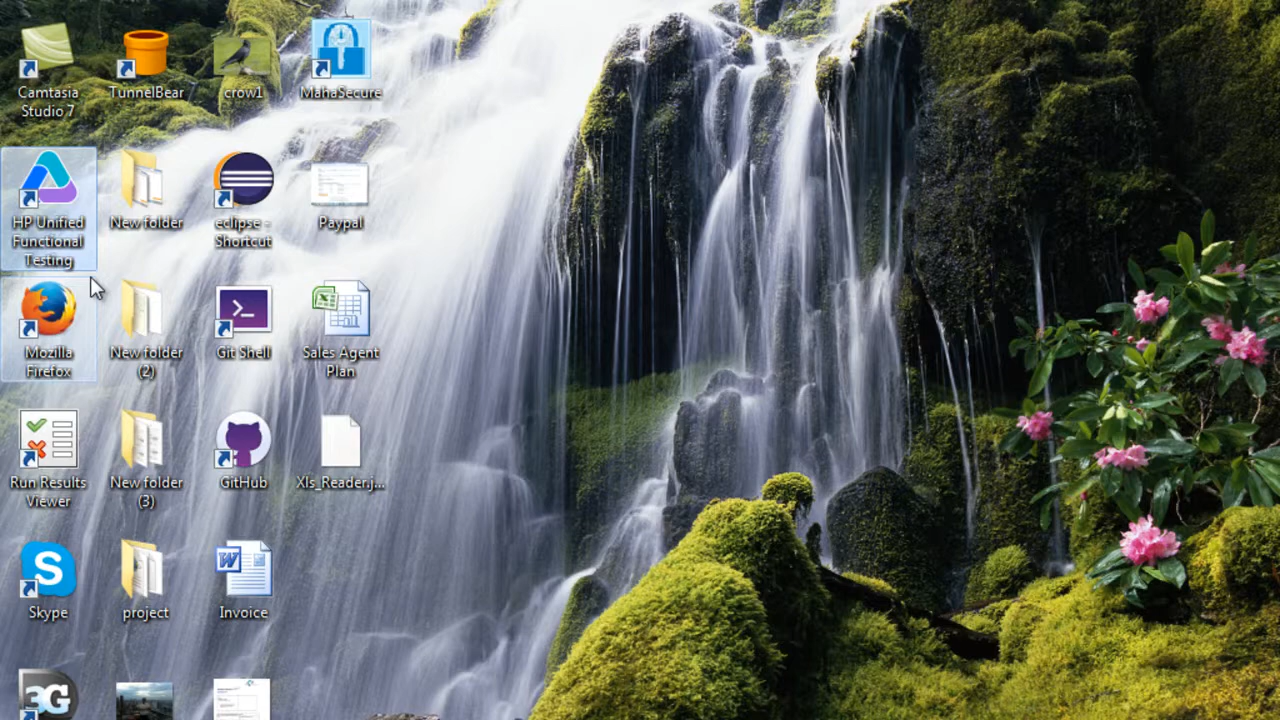 Camtasia
Studio 7
TunnelBear
crow1
MahaSecure
HP Unified
Functional
Testing
New folder
eclipse -
Shortcut
Paypal
Mozilla
Firefox
New folder
(2)
Git Shell
Sales Agent
Plan
Run Results
Viewer
New folder
(3)
GitHub
Xls_Reader.j...
Skype
project
Invoice
3G